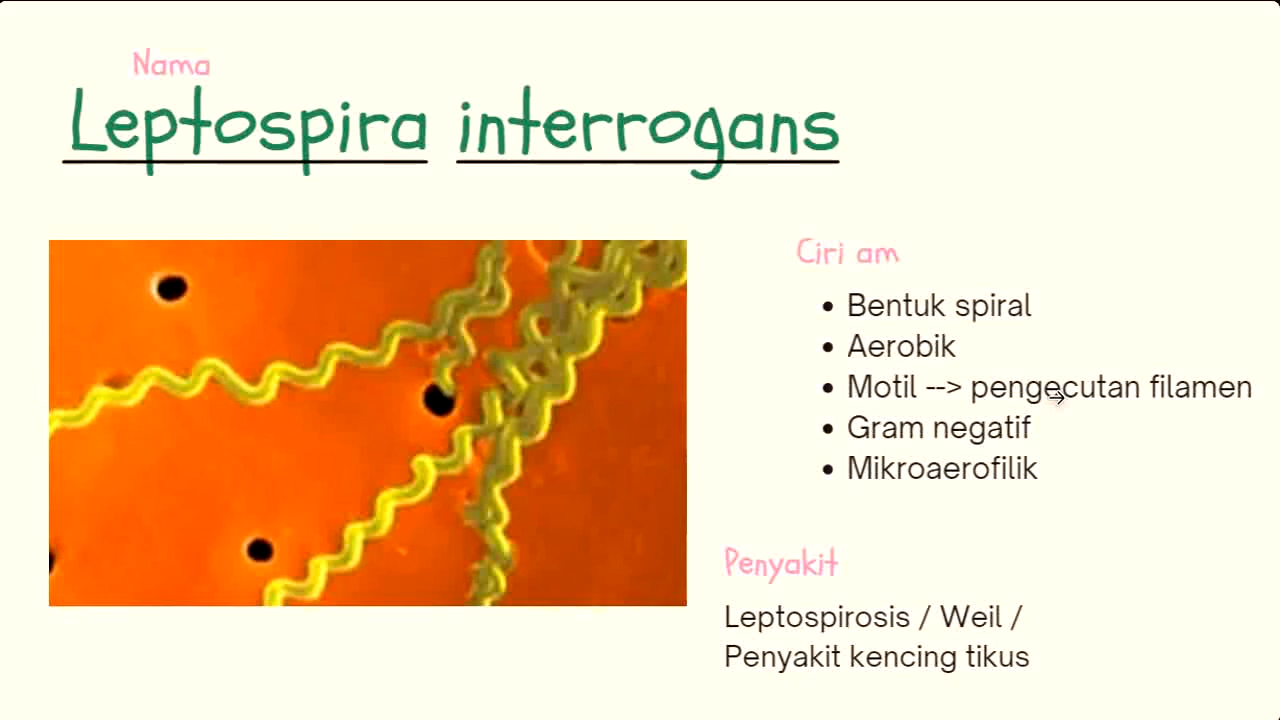 Nama
Leptospira interrogans
Ciri am
• Bentuk spiral
• Aerobik
• Motil --> pengecutan filamen
• Gram negatif
• Mikroaerofilik
Penyakit
Leptospirosis / Weil /
Penyakit kencing tikus